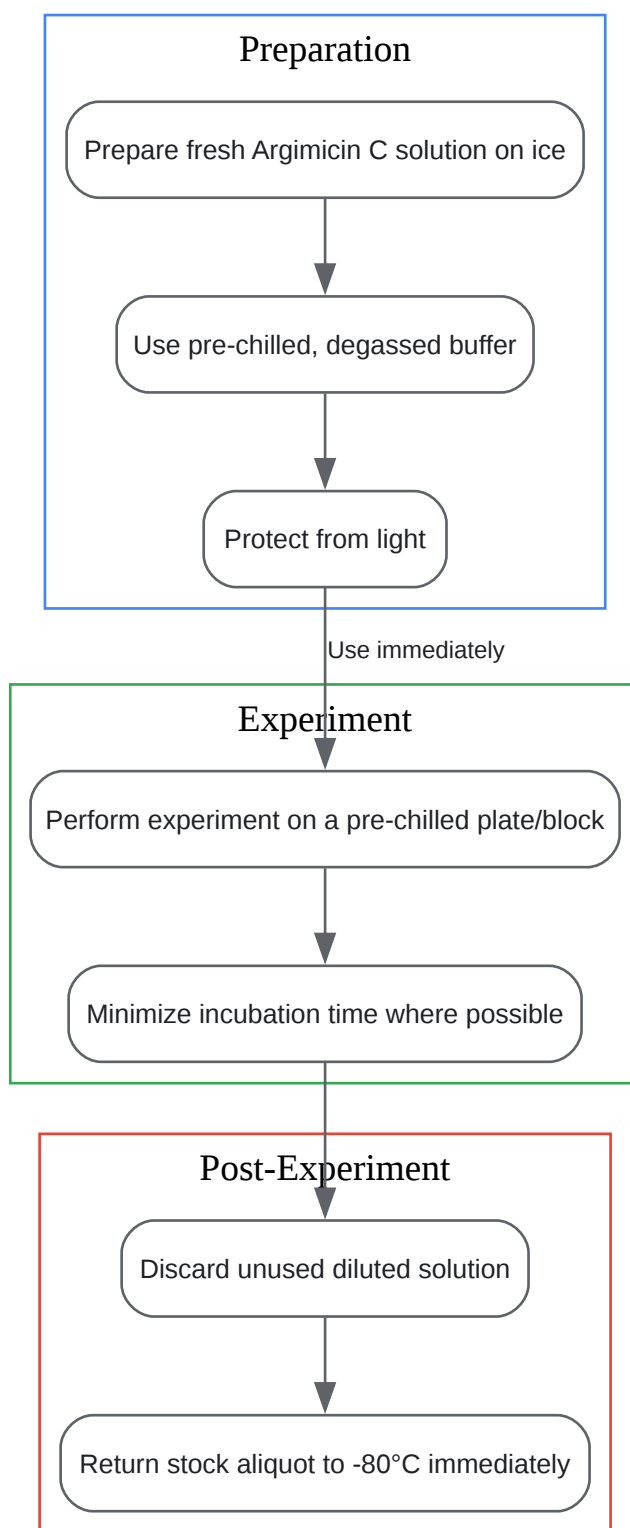 Preparation
Prepare fresh Argimicin C solution on ice
Use pre-chilled, degassed buffer
Protect from light
Use immediately
Experiment
Perform experiment on a pre-chilled plate/block
Minimize incubation time where possible
Post-Experiment
Discard unused diluted solution
Return stock aliquot to -80°C immediately